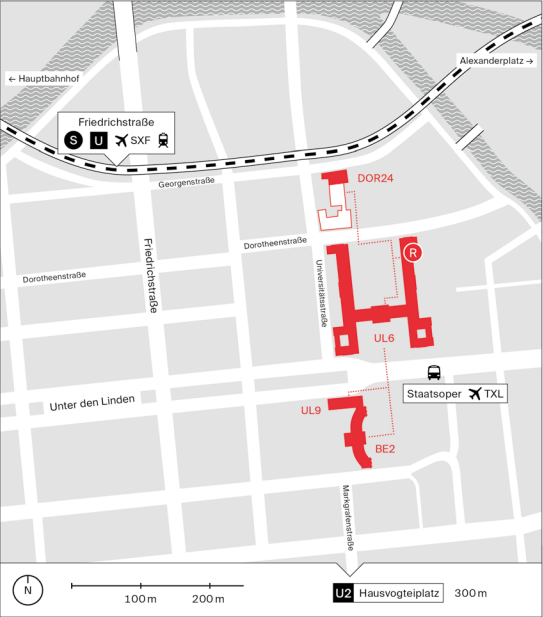 Alexanderplatz →
← Hauptbahnhof
Friedrichstraße
S U SXF
Georgenstraße
DOR24
Dorotheenstraße
R
Friedrichstraße
Dorotheenstraße
Universitätsstraße
UL6
Staatsoper TXL
Unter den Linden
UL9
BE2
Markgrafenstraße
N
100 m 200 m
U2 Hausvogteiplatz 300 m